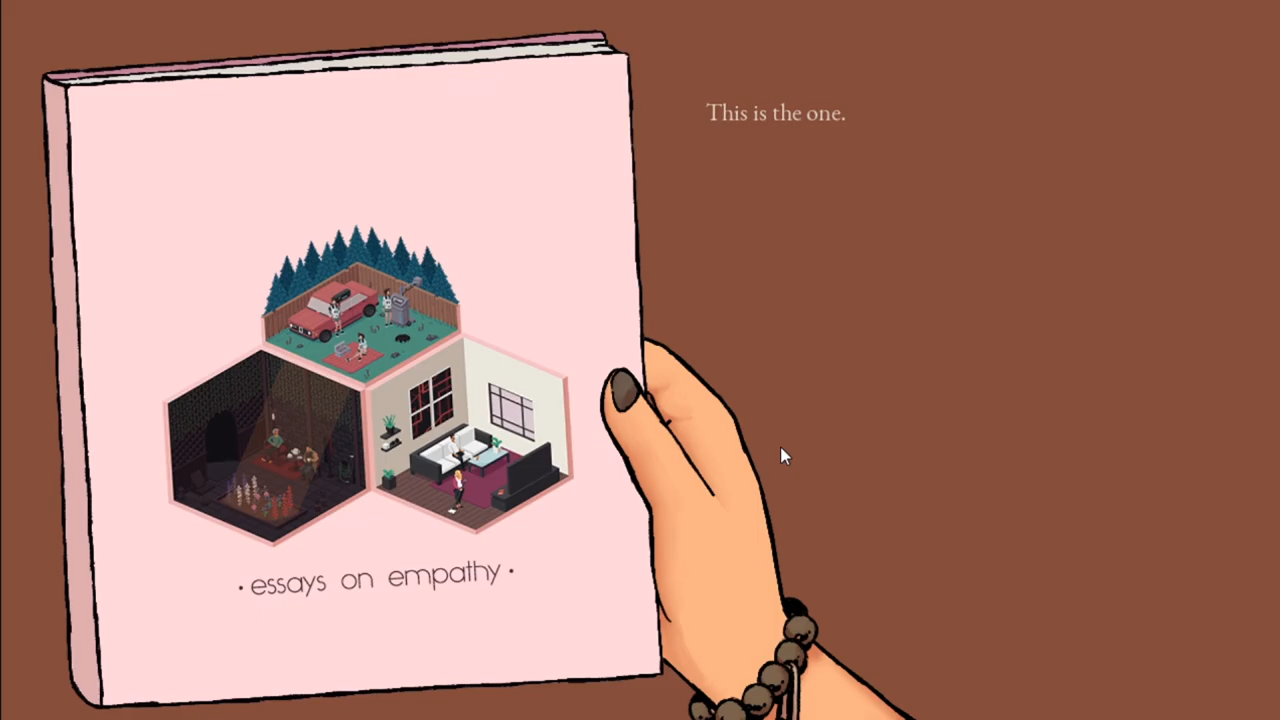 This is the one.
• essays on empathy •